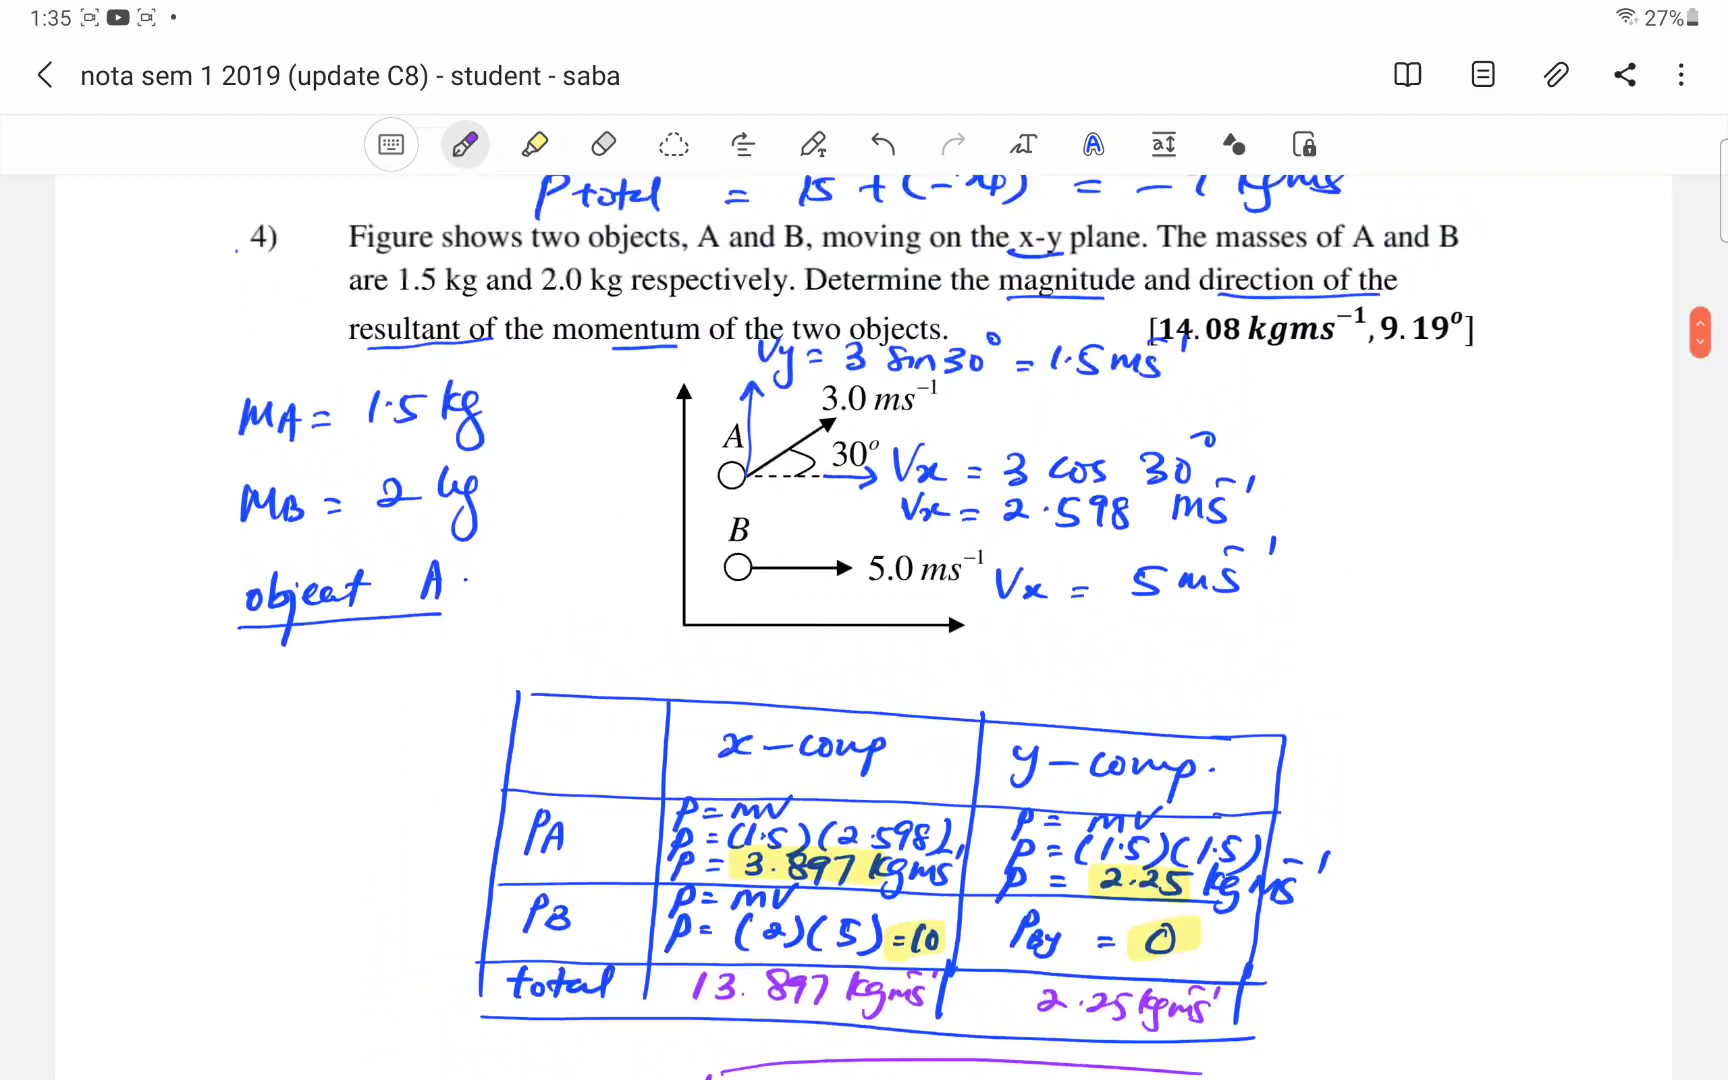 1:35
27%
nota sem 1 2019 (update C8) - student - saba
P total = 15 + (-
4) Figure shows two objects, A and B, moving on the x-y plane. The masses of A and B
are 1.5 kg and 2.0 kg respectively. Determine the magnitude and direction of the
resultant of the momentum of the two objects. [14.08 kgms⁻¹, 9.19°]
Vy = 3 sin 30° = 1.5 ms⁻¹
MA = 1.5 kg
3.0 ms⁻¹
A
30° Vx = 3 cos 30°
MB = 2 kg
Vx = 2.598 ms⁻¹
B
5.0 ms⁻¹ Vx = 5 ms⁻¹
object A.
x-comp y-comp.
PA
P = mv
P = (1.5)(2.598)
P = 3.897 kgms⁻¹
P = mv
P = (1.5)(1.5)
P = 2.25 kgms⁻¹
PB
P = mv
P = (2)(5) = 10
PBy = 0
total 13.897 kgms⁻¹ 2.25 kgms⁻¹